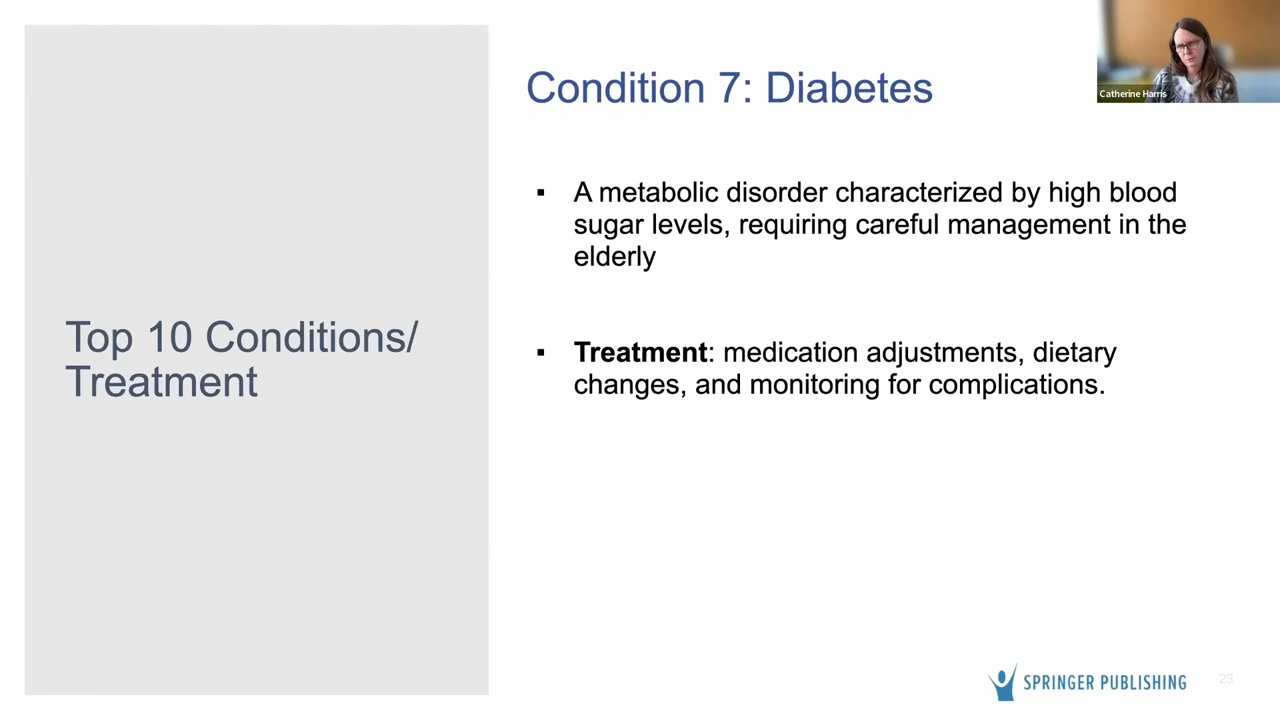 Condition 7: Diabetes
Catherine Harris
▪ A metabolic disorder characterized by high blood
sugar levels, requiring careful management in the
elderly
Top 10 Conditions/
Treatment
▪ Treatment: medication adjustments, dietary
changes, and monitoring for complications.
SPRINGER PUBLISHING
23